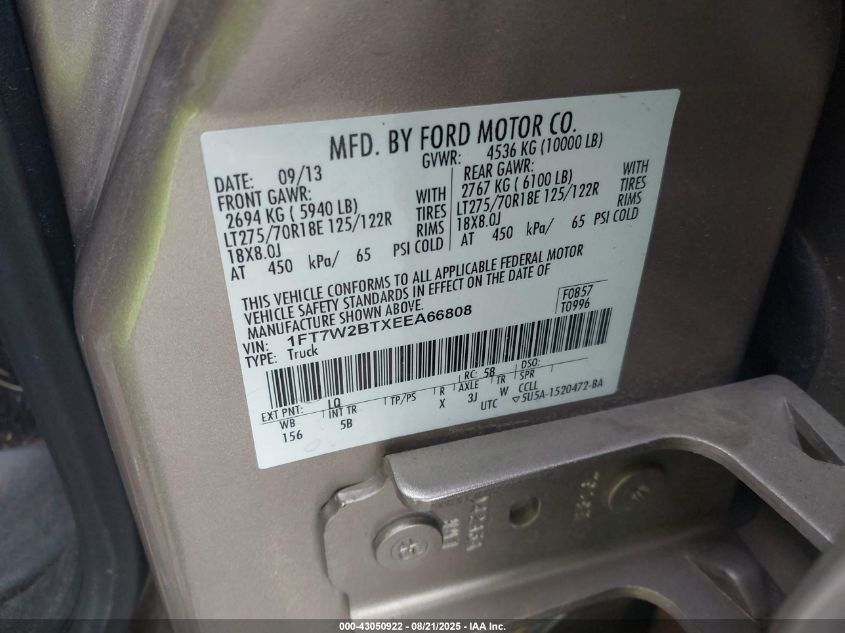 MFD. BY FORD MOTOR CO.
DATE: 09/13 GVWR: 4536 KG (10000 LB)
FRONT GAWR: REAR GAWR:
2694 KG ( 5940 LB) WITH 2767 KG ( 6100 LB) WITH
LT275/70R18E 125/122R TIRES LT275/70R18E 125/122R TIRES
18X8.0J RIMS 18X8.0J RIMS
AT 450 kPa/ 65 PSI COLD AT 450 kPa/ 65 PSI COLD
THIS VEHICLE CONFORMS TO ALL APPLICABLE FEDERAL MOTOR
VEHICLE SAFETY STANDARDS IN EFFECT ON THE DATE OF
MANUFACTURE SHOWN ABOVE.
F0857
T0996
VIN: 1FT7W2BTXEEA66808
TYPE: Truck
RC: 5B DSO:
EXT PNT: LQ
WB INT TR TP/PS R AXLE TR SPR
156 5B X 3J W CCLL
UTC ▽5U5A-1520472-BA
000-43050922 - 08/21/2025 - IAA Inc.